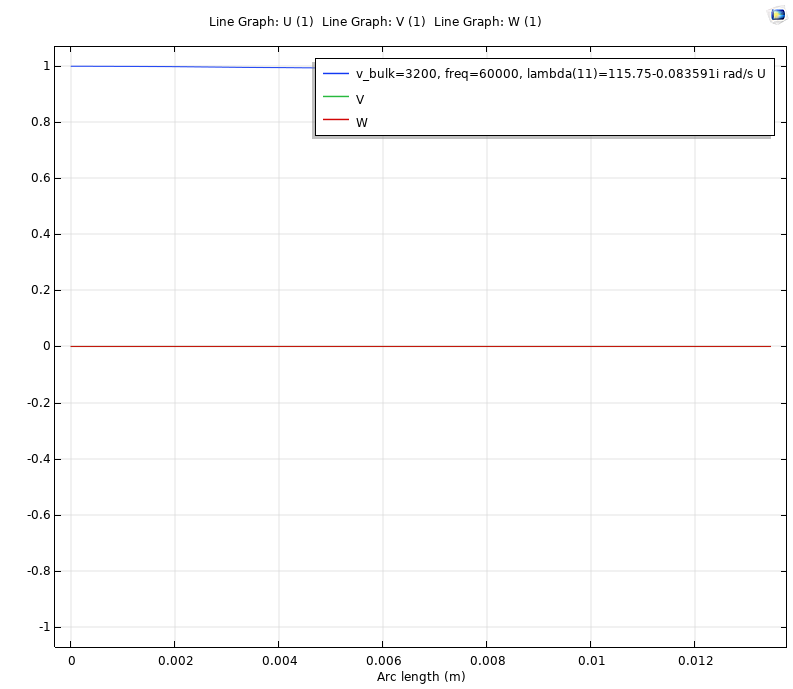 Line Graph: U (1)  Line Graph: V (1)  Line Graph: W (1)
v_bulk=3200, freq=60000, lambda(11)=115.75-0.083591i rad/s U
V
W
1
0.8
0.6
0.4
0.2
0
-0.2
-0.4
-0.6
-0.8
-1
0 0.002 0.004 0.006 0.008 0.01 0.012
Arc length (m)